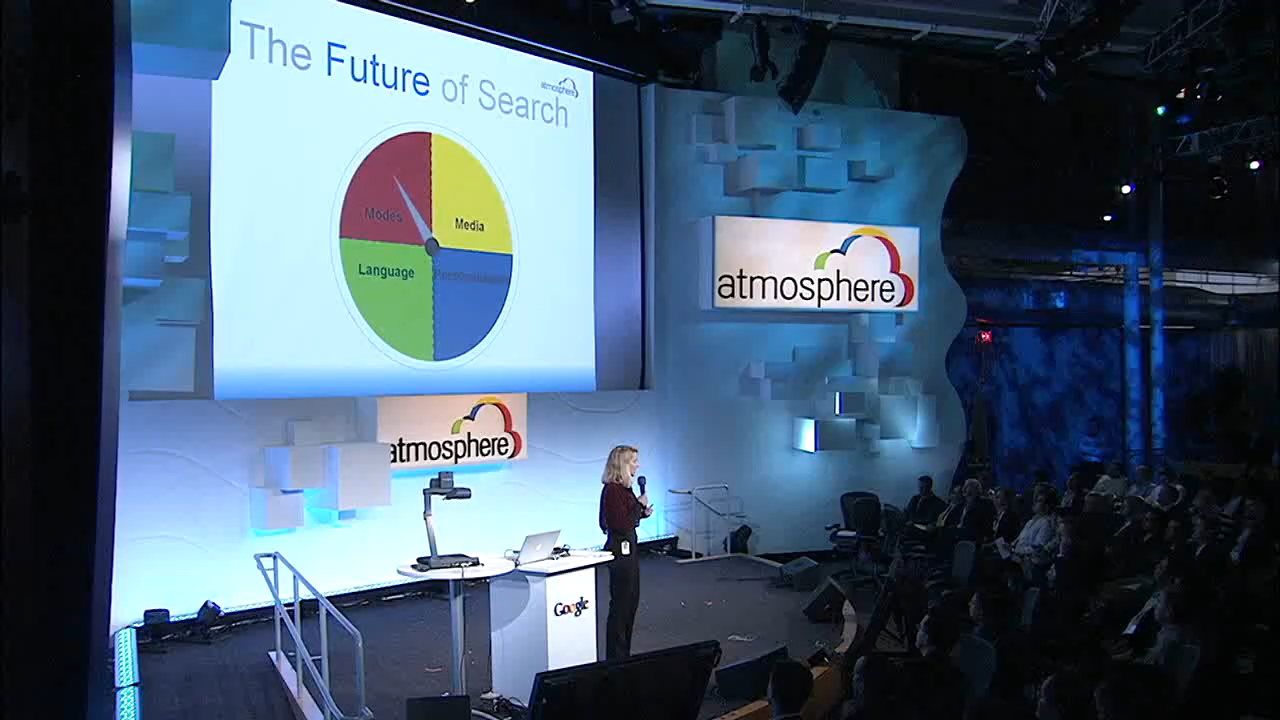 The Future of Search
atmosphere
Modes
Media
Language
atmosphere
atmosphere
Google